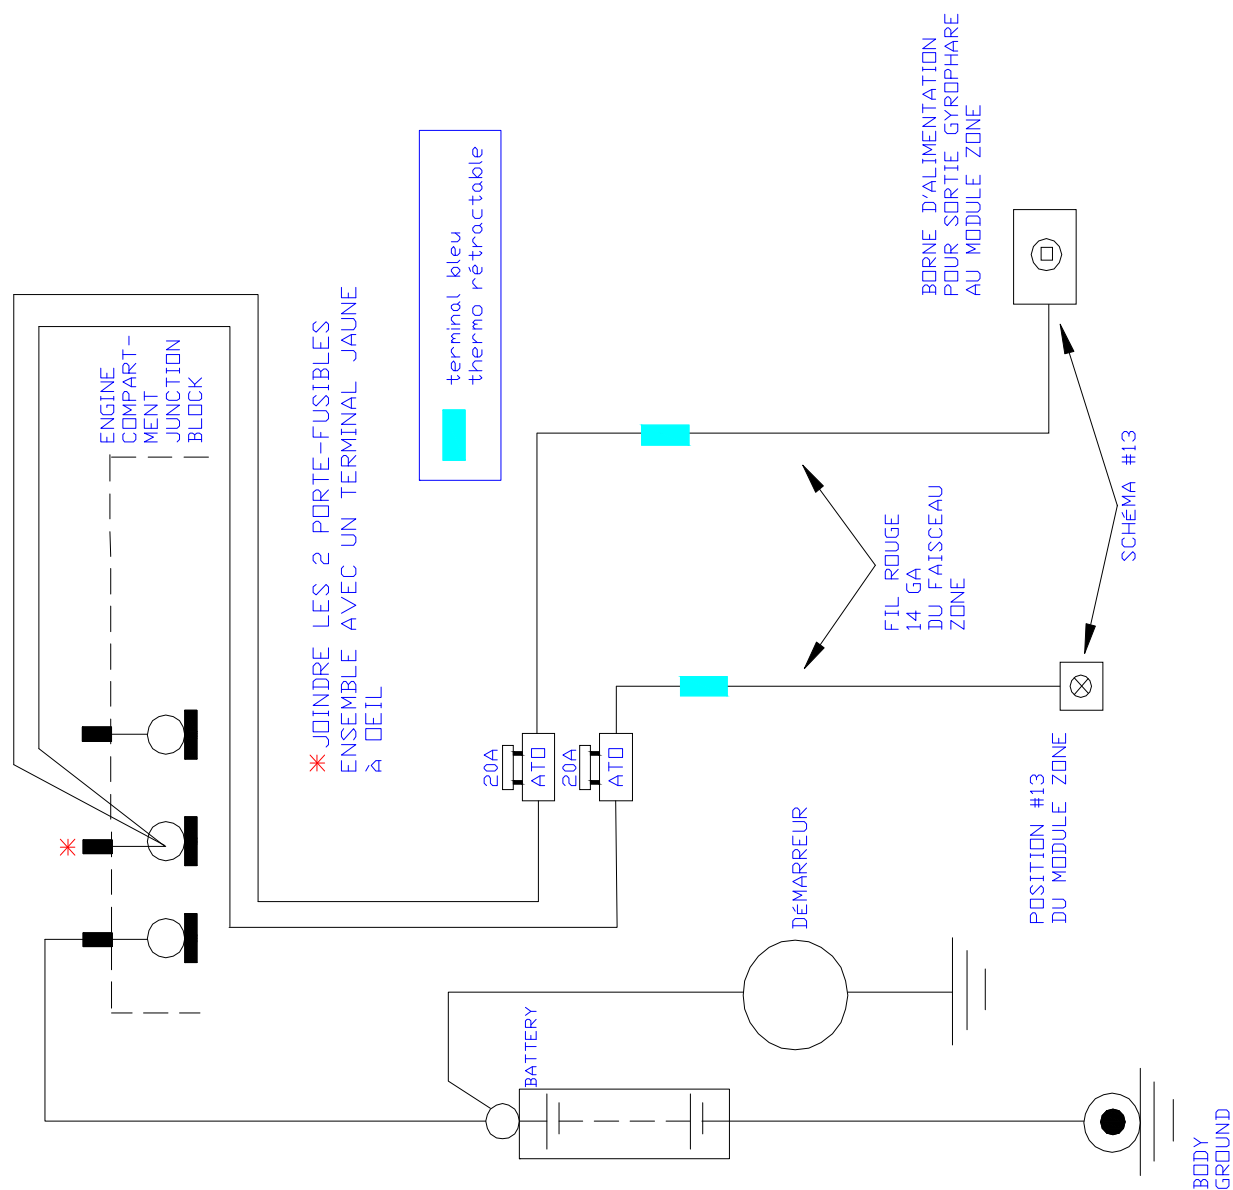 ENGINE
COMPART-
MENT
JUNCTION
BLOCK
*JOINDRE LES 2 PORTE-FUSIBLES
ENSEMBLE AVEC UN TERMINAL JAUNE
À OEIL
*
terminal bleu
thermo rétractable
20A
ATO
20A
ATO
BATTERY
DÉMARREUR
FIL ROUGE
14 GA
DU FAISCEAU
ZONE
BORNE D'ALIMENTATION
POUR SORTIE GYROPHARE
AU MODULE ZONE
SCHÉMA #13
POSITION #13
DU MODULE ZONE
BODY
GROUND